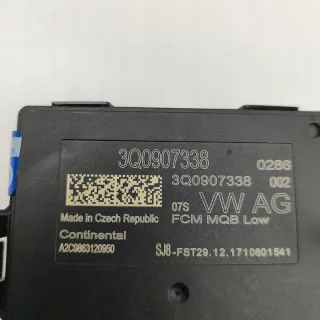 3Q0907338
0286
3Q0907338 002
07S VW AG
Made in Czech Republic FCM MQB Low
Continental
A2C9863120950 SJ8-FST29.12.1710801541